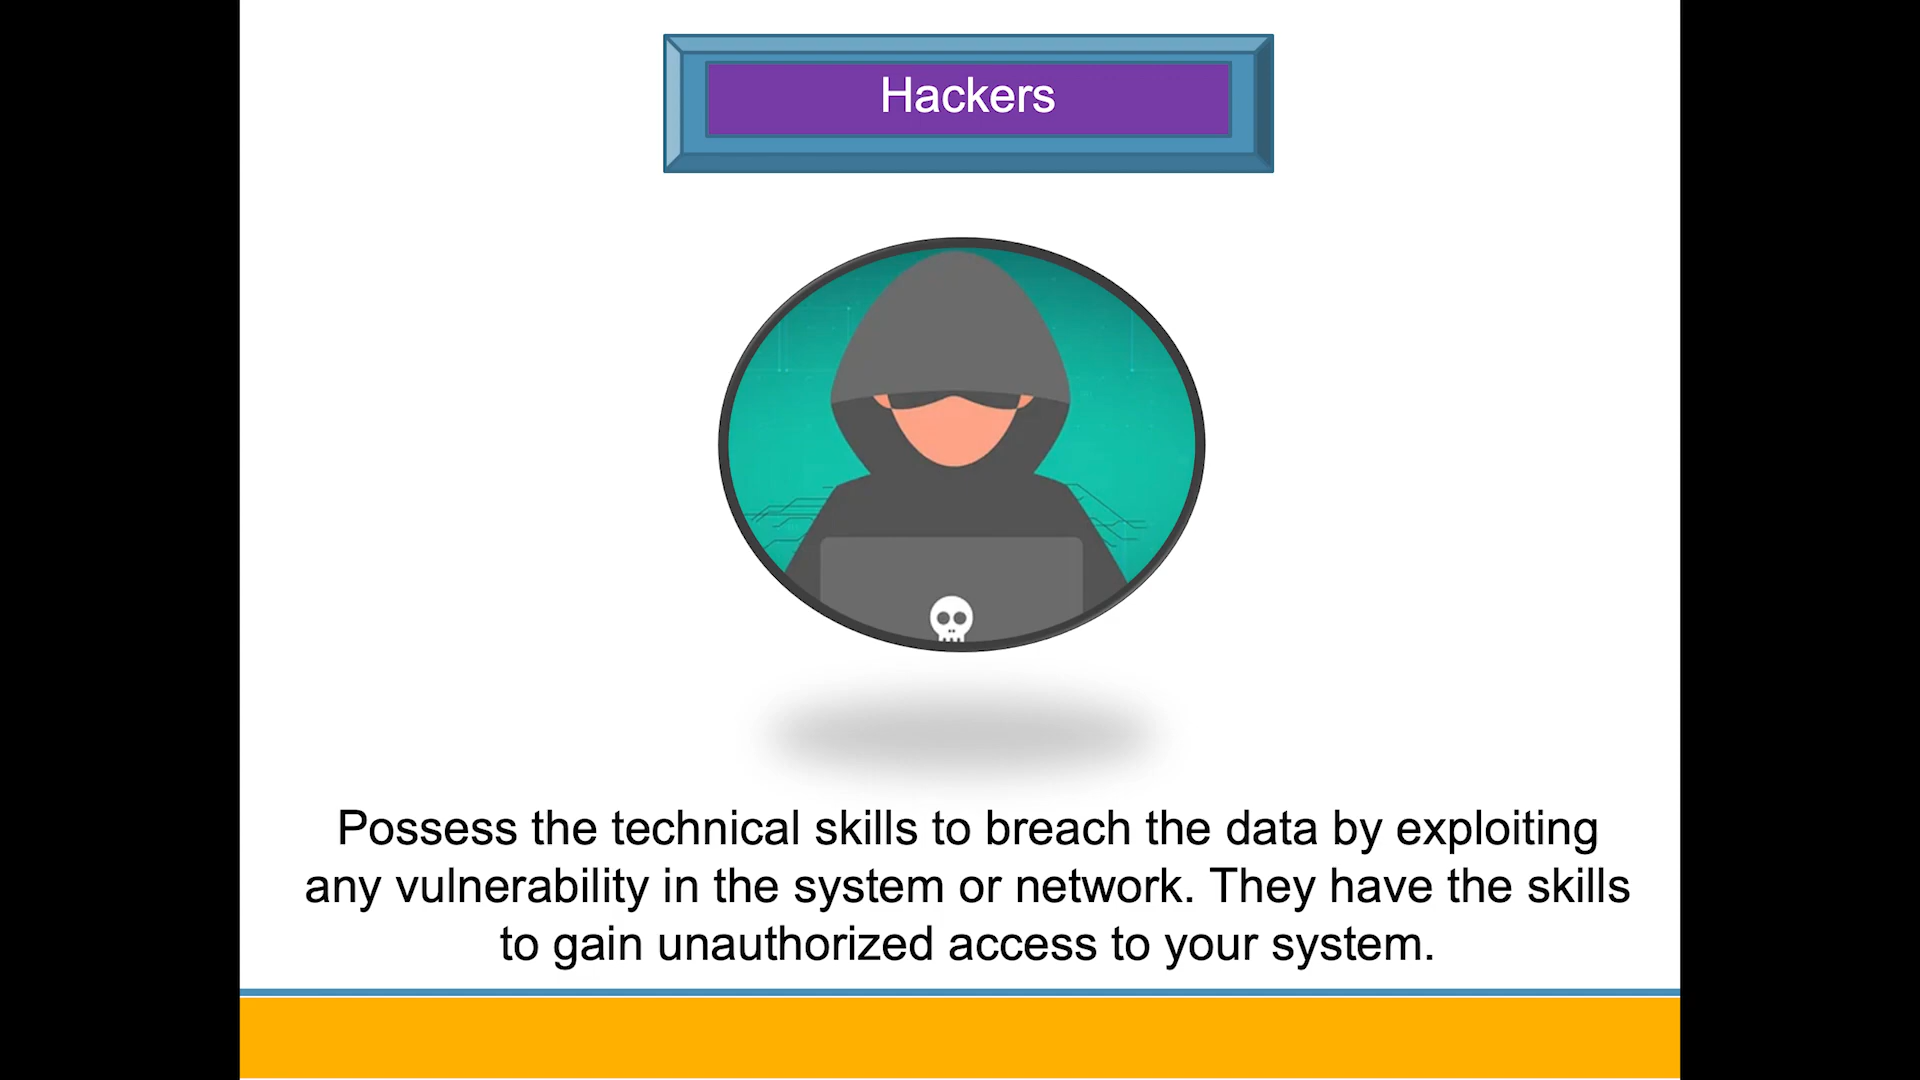 Hackers
Possess the technical skills to breach the data by exploiting
any vulnerability in the system or network. They have the skills
to gain unauthorized access to your system.